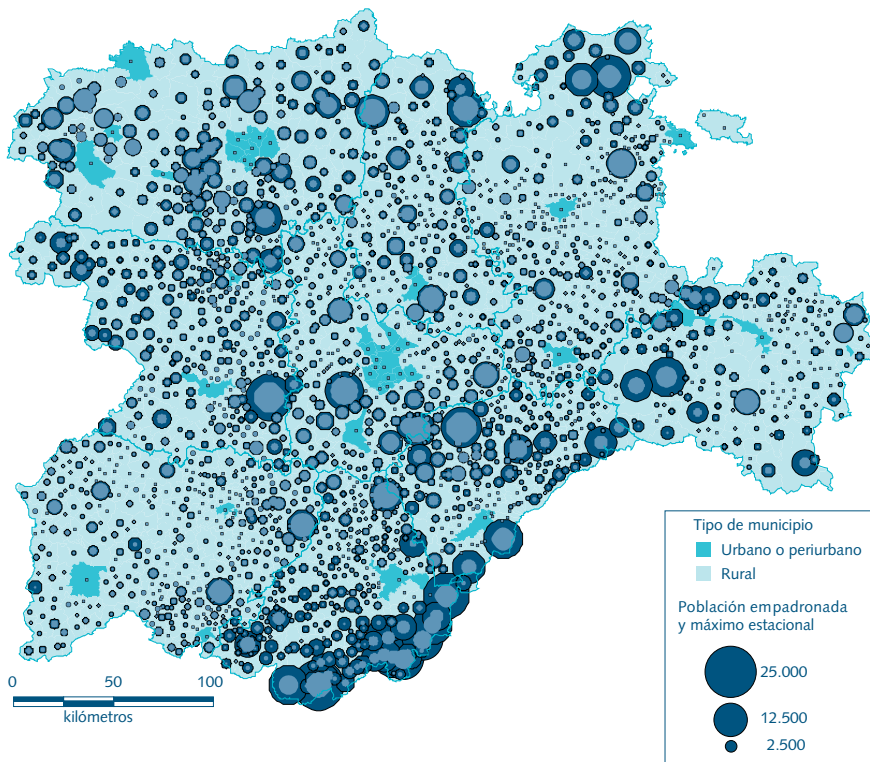 Tipo de municipio
Urbano o periurbano
Rural
Población empadronada
y máximo estacional
25.000
12.500
2.500
0 50 100
kilómetros